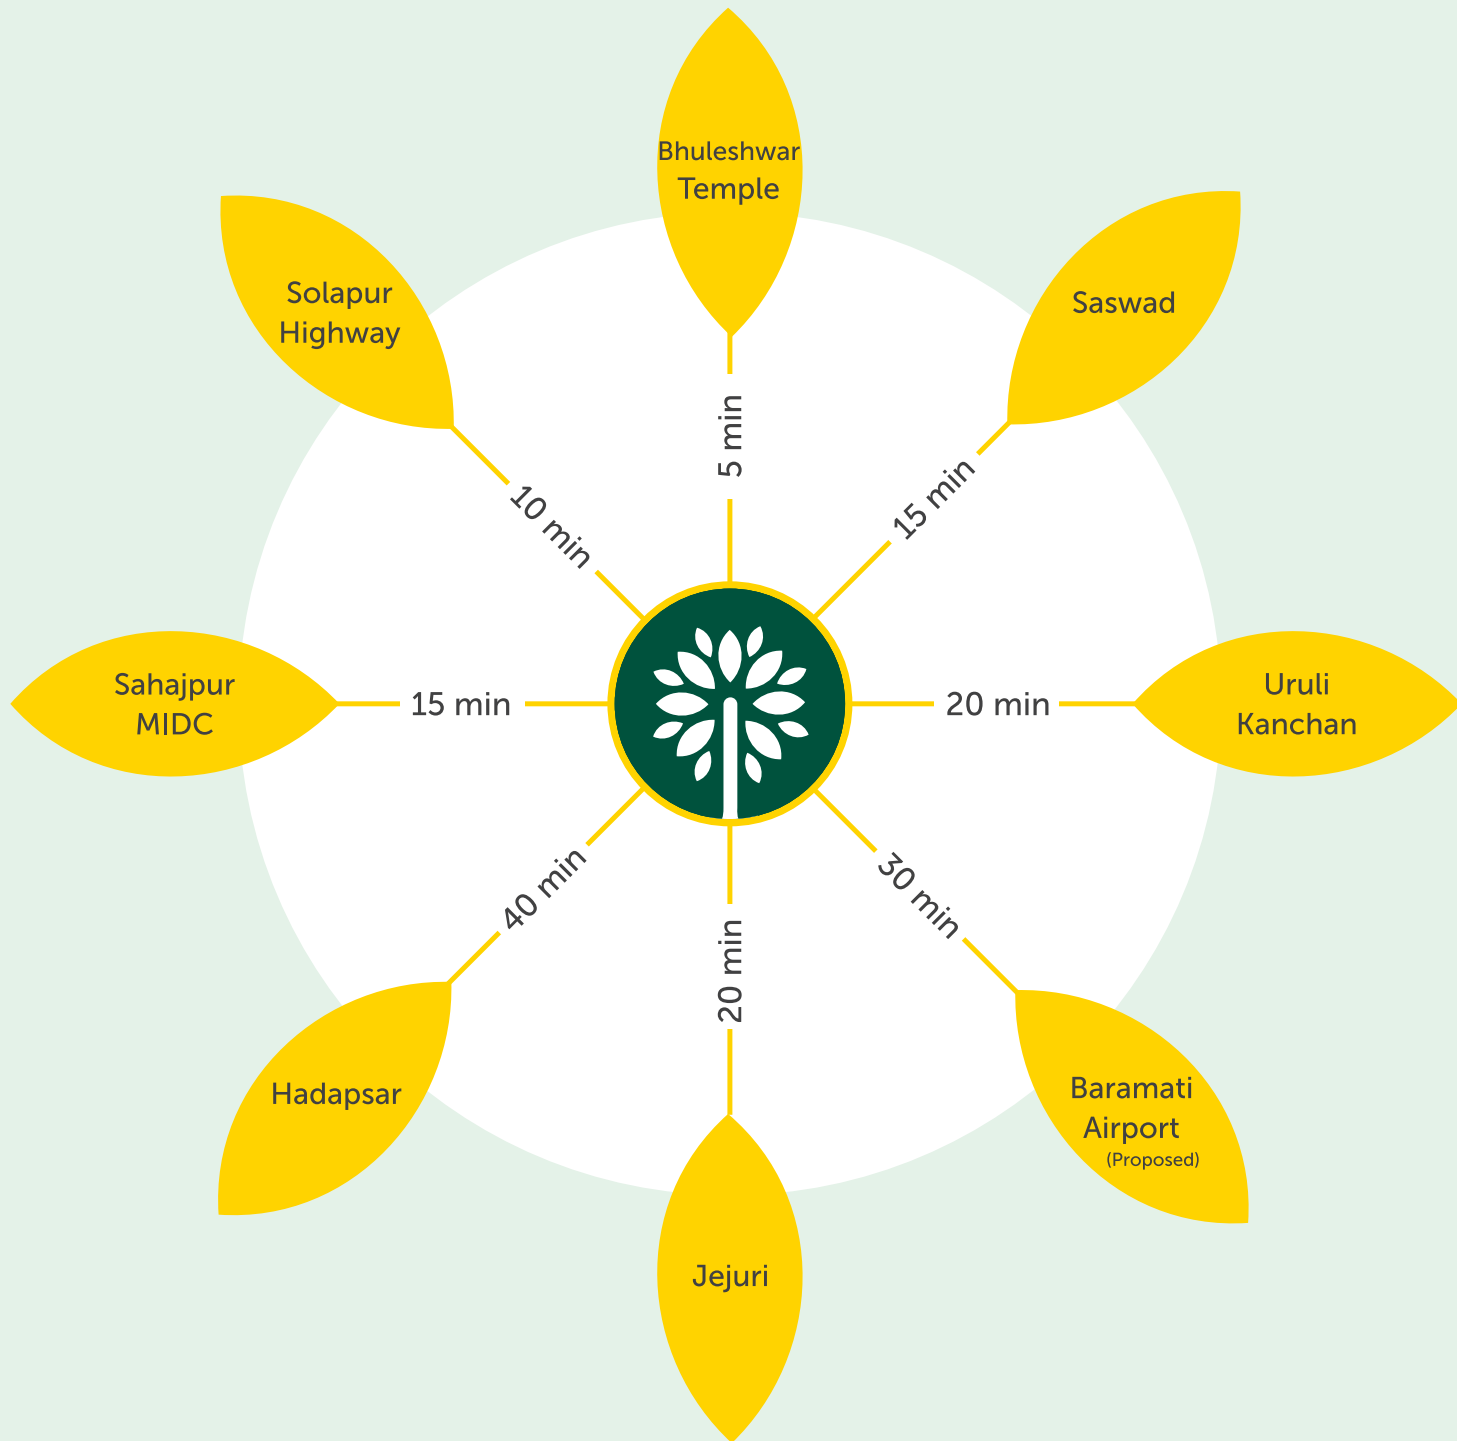 Bhuleshwar
Temple
5 min
Saswad
15 min
Uruli
Kanchan
20 min
Baramati
Airport
(Proposed)
30 min
Jejuri
20 min
Hadapsar
40 min
Sahajpur
MIDC
15 min
Solapur
Highway
10 min